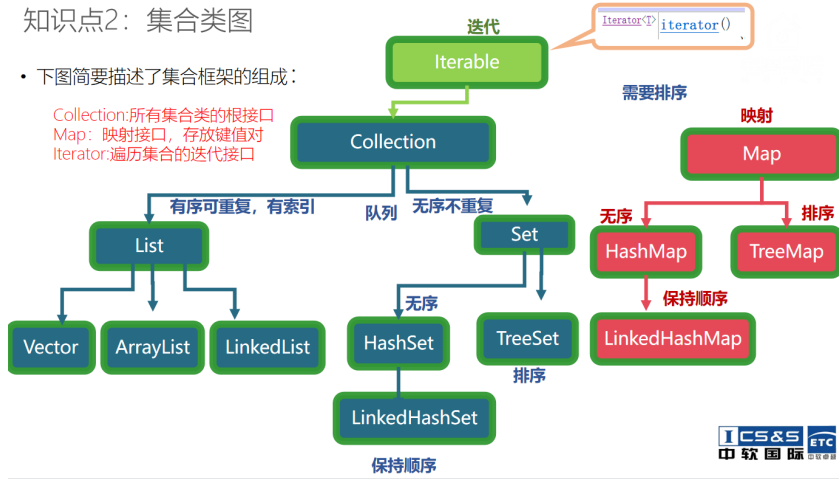 知识点2：集合类图
• 下图简要描述了集合框架的组成：
Collection:所有集合类的根接口
Map：映射接口，存放键值对
Iterator:遍历集合的迭代接口
迭代
Iterator<T> iterator() 、
Iterable
需要排序
映射
Collection
Map
有序可重复，有索引
队列
无序不重复
无序
排序
List
Set
HashMap
TreeMap
无序
保持顺序
Vector
ArrayList
LinkedList
HashSet
TreeSet
LinkedHashMap
排序
LinkedHashSet
保持顺序
ICS&S
ETC
中软国际